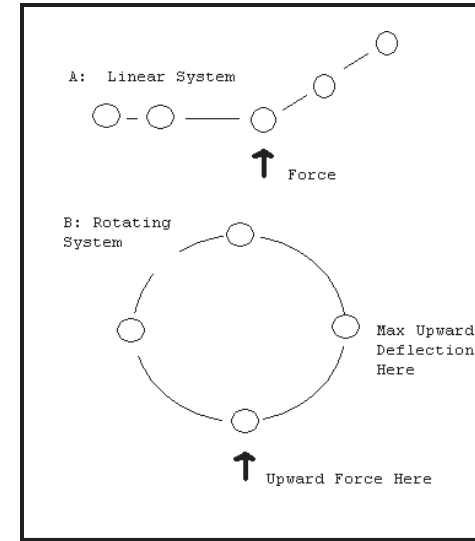 A:  Linear System
Force
B: Rotating
System
Max Upward
Deflection
Here
Upward Force Here